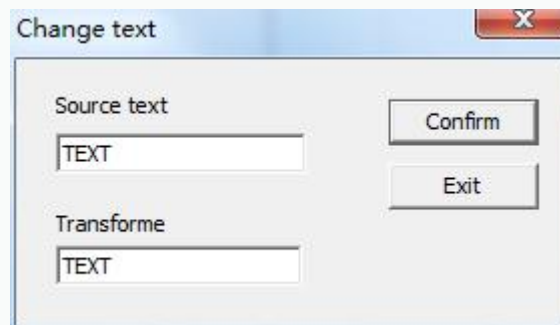 Change text
Source text
Confirm
TEXT
Exit
Transforme
TEXT